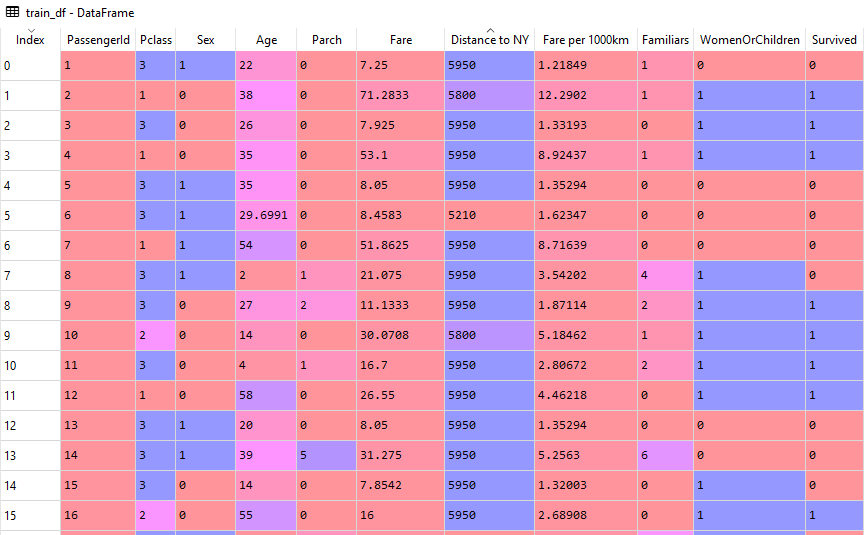 train_df - DataFrame
Index PassengerId Pclass Sex Age Parch Fare Distance to NY Fare per 1000km Familiars WomenOrChildren Survived
0 1 3 1 22 0 7.25 5950 1.21849 1 0 0
1 2 1 0 38 0 71.2833 5800 12.2902 1 1 1
2 3 3 0 26 0 7.925 5950 1.33193 0 1 1
3 4 1 0 35 0 53.1 5950 8.92437 1 1 1
4 5 3 1 35 0 8.05 5950 1.35294 0 0 0
5 6 3 1 29.6991 0 8.4583 5210 1.62347 0 0 0
6 7 1 1 54 0 51.8625 5950 8.71639 0 0 0
7 8 3 1 2 1 21.075 5950 3.54202 4 1 0
8 9 3 0 27 2 11.1333 5950 1.87114 2 1 1
9 10 2 0 14 0 30.0708 5800 5.18462 1 1 1
10 11 3 0 4 1 16.7 5950 2.80672 2 1 1
11 12 1 0 58 0 26.55 5950 4.46218 0 1 1
12 13 3 1 20 0 8.05 5950 1.35294 0 0 0
13 14 3 1 39 5 31.275 5950 5.2563 6 0 0
14 15 3 0 14 0 7.8542 5950 1.32003 0 1 0
15 16 2 0 55 0 16 5950 2.68908 0 1 1